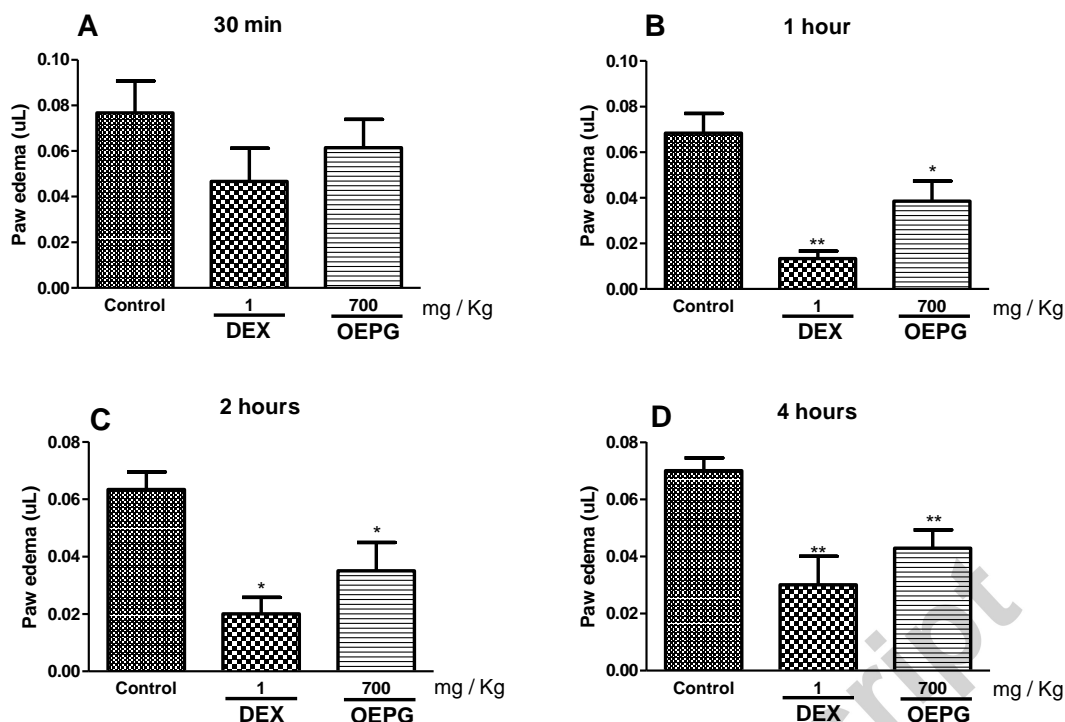 A
30 min
Paw edema (uL)
0.10
0.08
0.06
0.04
0.02
0.00
Control
1
700
mg / Kg
DEX
OEPG
B
1 hour
Paw edema (uL)
0.08
0.06
0.04
0.02
0.00
**
*
Control
1
700
mg / Kg
DEX
OEPG
C
2 hours
Paw edema (uL)
0.08
0.06
0.04
0.02
0.00
*
*
Control
1
700
mg / Kg
DEX
OEPG
D
4 hours
Paw edema (uL)
0.08
0.06
0.04
0.02
0.00
**
**
Control
1
700
mg / Kg
DEX
OEPG
ript